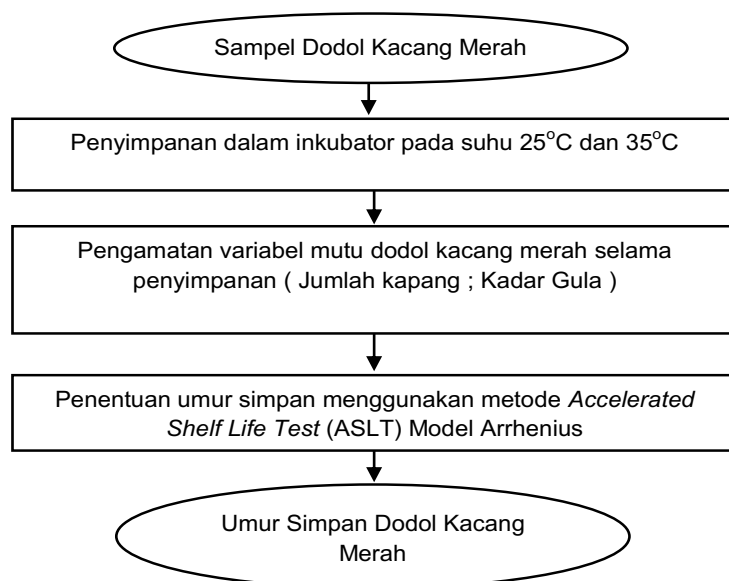 Sampel Dodol Kacang Merah
Penyimpanan dalam inkubator pada suhu 25°C dan 35°C
Pengamatan variabel mutu dodol kacang merah selama
penyimpanan ( Jumlah kapang ; Kadar Gula )
Penentuan umur simpan menggunakan metode Accelerated
Shelf Life Test (ASLT) Model Arrhenius
Umur Simpan Dodol Kacang
Merah